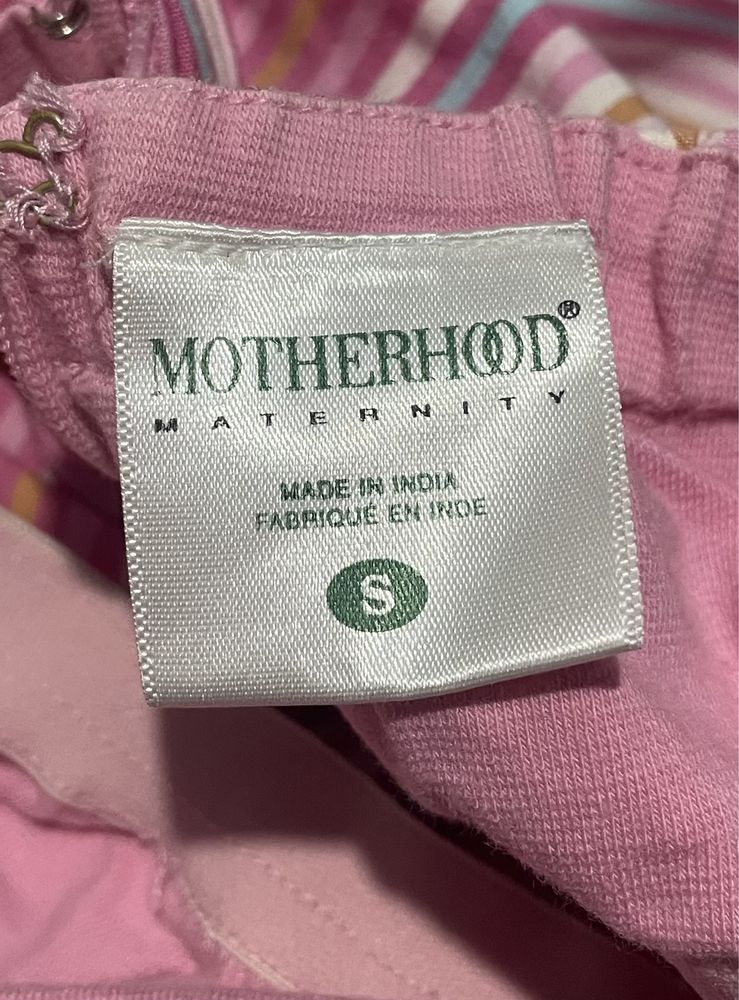 MOTHERHOOD®
MATERNITY
MADE IN INDIA
FABRIQUÉ EN INDE
S